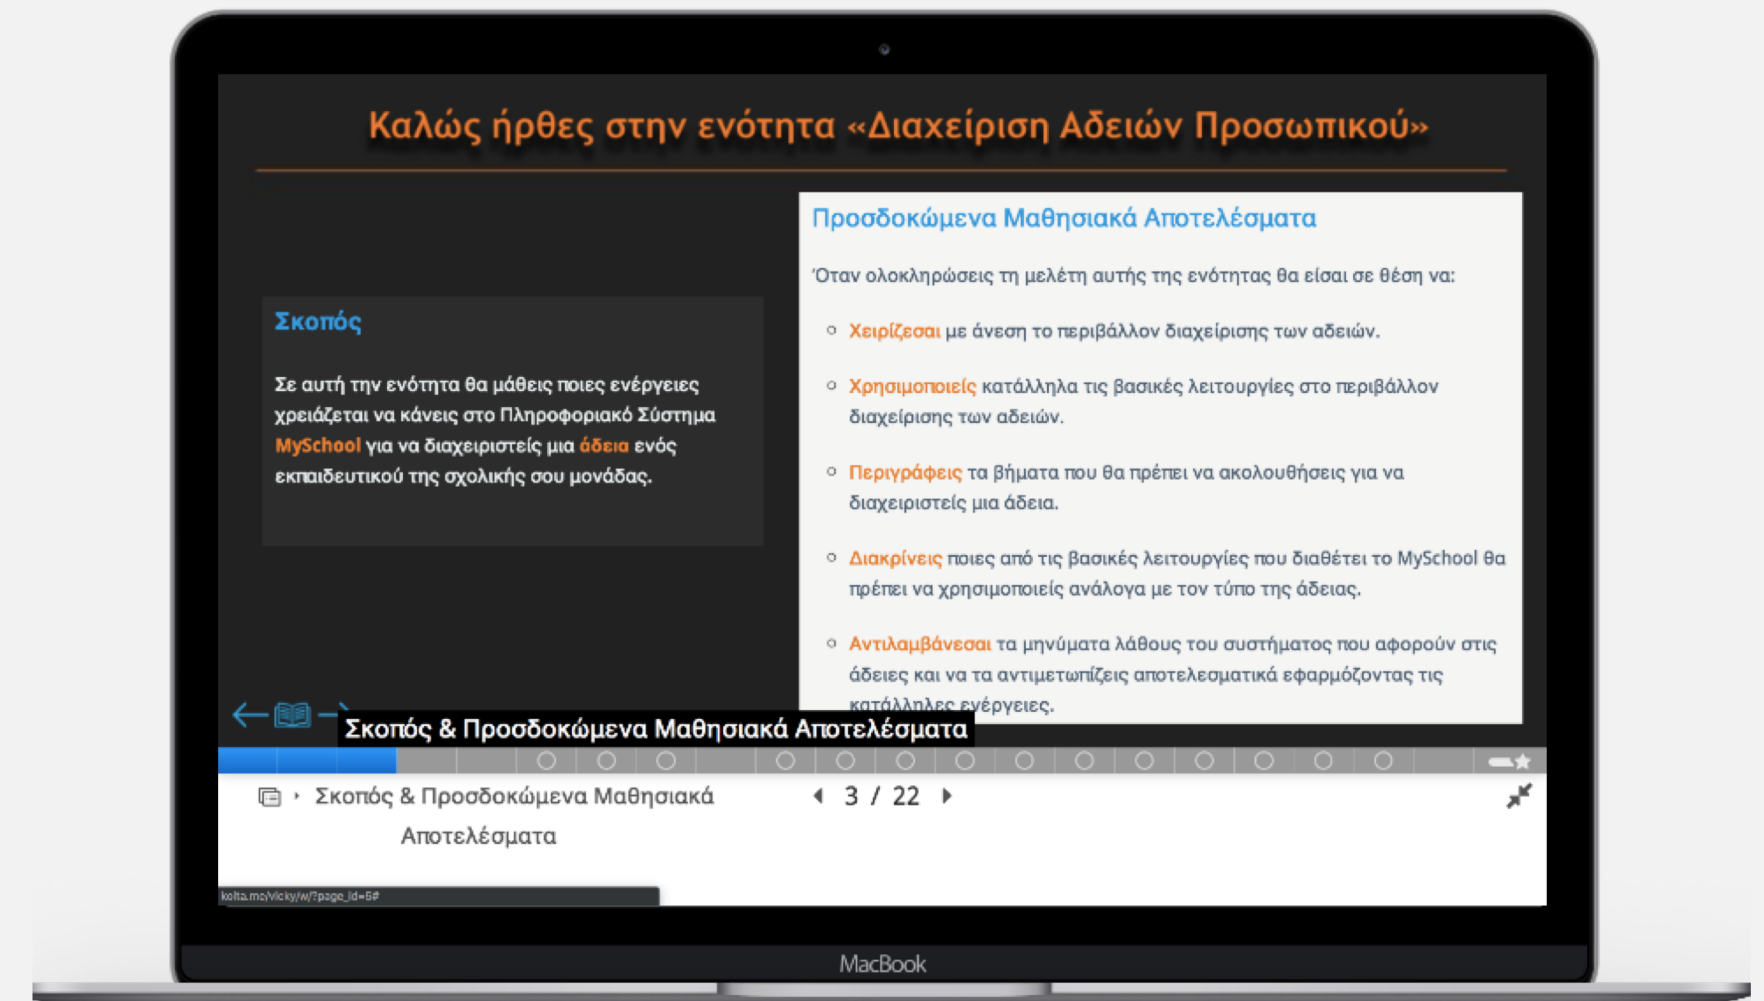 Καλώς ήρθες στην ενότητα «Διαχείριση Αδειών Προσωπικού»
Σκοπός
Σε αυτή την ενότητα θα μάθεις ποιες ενέργειες
χρειάζεται να κάνεις στο Πληροφοριακό Σύστημα
MySchool για να διαχειριστείς μια άδεια ενός
εκπαιδευτικού της σχολικής σου μονάδας.
Προσδοκώμενα Μαθησιακά Αποτελέσματα
Όταν ολοκληρώσεις τη μελέτη αυτής της ενότητας θα είσαι σε θέση να:
Χειρίζεσαι με άνεση το περιβάλλον διαχείρισης των αδειών.
Χρησιμοποιείς κατάλληλα τις βασικές λειτουργίες στο περιβάλλον
διαχείρισης των αδειών.
Περιγράφεις τα βήματα που θα πρέπει να ακολουθήσεις για να
διαχειριστείς μια άδεια.
Διακρίνεις ποιες από τις βασικές λειτουργίες που διαθέτει το MySchool θα
πρέπει να χρησιμοποιείς ανάλογα με τον τύπο της άδειας.
Αντιλαμβάνεσαι τα μηνύματα λάθους του συστήματος που αφορούν στις
άδειες και να τα αντιμετωπίζεις αποτελεσματικά εφαρμόζοντας τις
κατάλληλες ενέργειες.
Σκοπός & Προσδοκώμενα Μαθησιακά Αποτελέσματα
Σκοπός & Προσδοκώμενα Μαθησιακά
Αποτελέσματα
3 / 22
kolta.me/vicky/w/?page_id=5#
MacBook